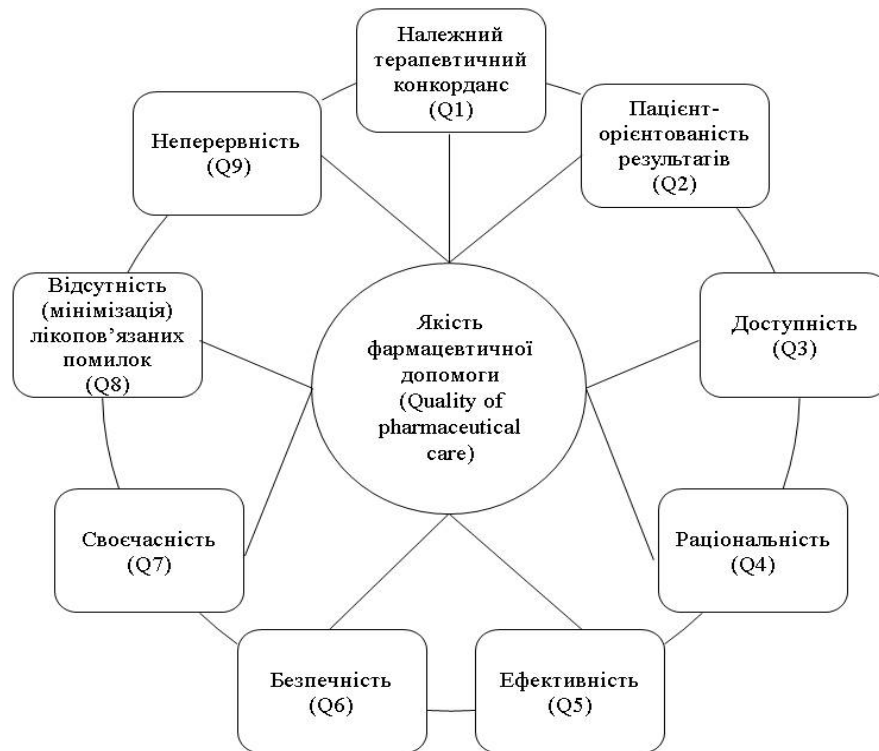 Належний
терапевтичний
конкорданс
(Q1)
Пацієнт-
орієнтованість
результатів
(Q2)
Доступність
(Q3)
Раціональність
(Q4)
Ефективність
(Q5)
Безпечність
(Q6)
Своєчасність
(Q7)
Відсутність
(мінімізація)
лікопов’язаних
помилок
(Q8)
Неперервність
(Q9)
Якість
фармацевтичної
допомоги
(Quality of
pharmaceutical
care)